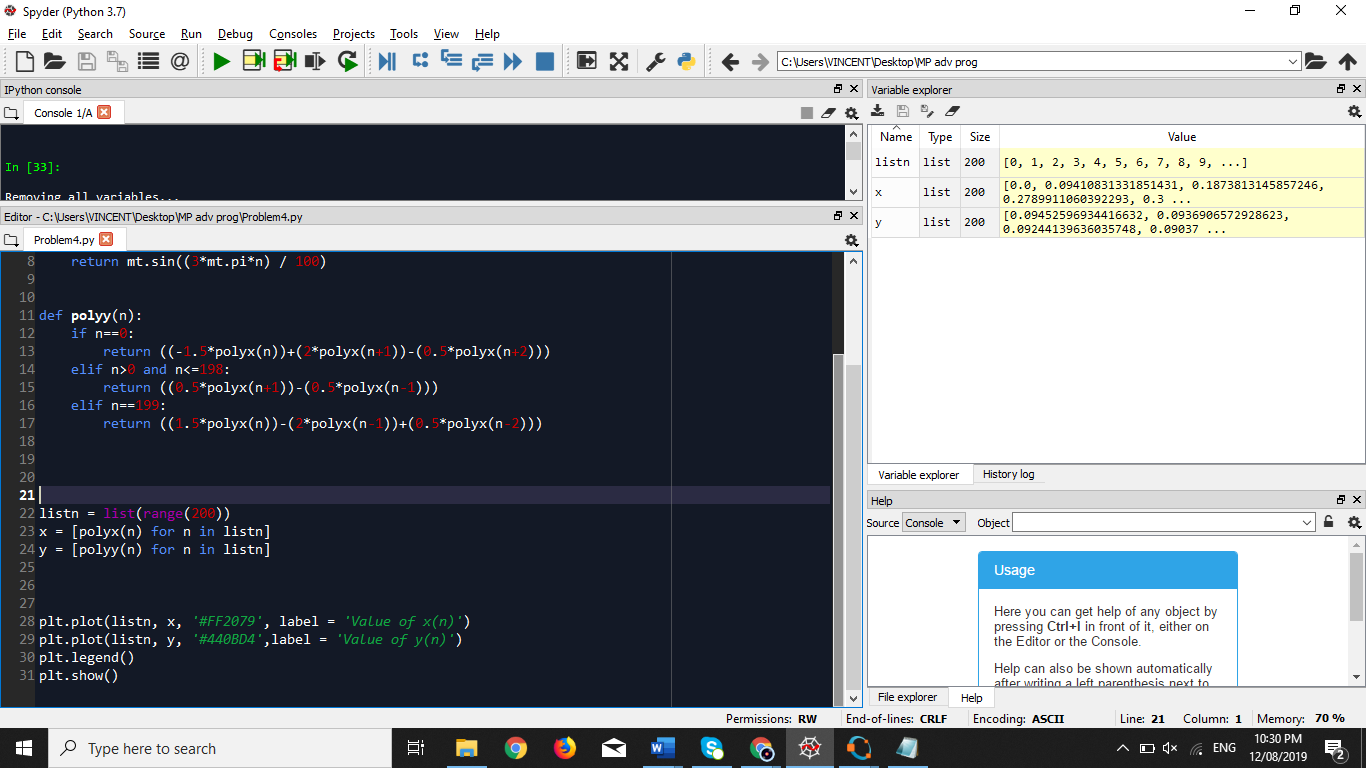 Spyder (Python 3.7)
File Edit Search Source Run Debug Consoles Projects Tools View Help
C:\Users\VINCENT\Desktop\MP adv prog
IPython console
Console 1/A
In [33]:
Removing all variables...
Editor - C:\Users\VINCENT\Desktop\MP adv prog\Problem4.py
Problem4.py
8 return mt.sin((3*mt.pi*n) / 100)
9
10
11 def polyy(n):
12 if n==0:
13 return ((-1.5*polyx(n))+(2*polyx(n+1))-(0.5*polyx(n+2)))
14 elif n>0 and n<=198:
15 return ((0.5*polyx(n+1))-(0.5*polyx(n-1)))
16 elif n==199:
17 return ((1.5*polyx(n))-(2*polyx(n-1))+(0.5*polyx(n-2)))
18
19
20
21
22 listn = list(range(200))
23 x = [polyx(n) for n in listn]
24 y = [polyy(n) for n in listn]
25
26
27
28 plt.plot(listn, x, '#FF2079', label = 'Value of x(n)')
29 plt.plot(listn, y, '#440BD4',label = 'Value of y(n)')
30 plt.legend()
31 plt.show()
Variable explorer
Name Type Size Value
listn list 200 [0, 1, 2, 3, 4, 5, 6, 7, 8, 9, ...]
x list 200 [0.0, 0.09410831331851431, 0.1873813145857246,
0.2789911060392293, 0.3 ...
y list 200 [0.09452596934416632, 0.0936906572928623,
0.09244139636035748, 0.09037 ...
Variable explorer History log
Help
Source Console Object
Usage
Here you can get help of any object by
pressing Ctrl+I in front of it, either on
the Editor or the Console.
Help can also be shown automatically
after writing a left parenthesis next to
File explorer Help
Permissions: RW End-of-lines: CRLF Encoding: ASCII Line: 21 Column: 1 Memory: 70 %
Type here to search
ENG
10:30 PM
12/08/2019
2